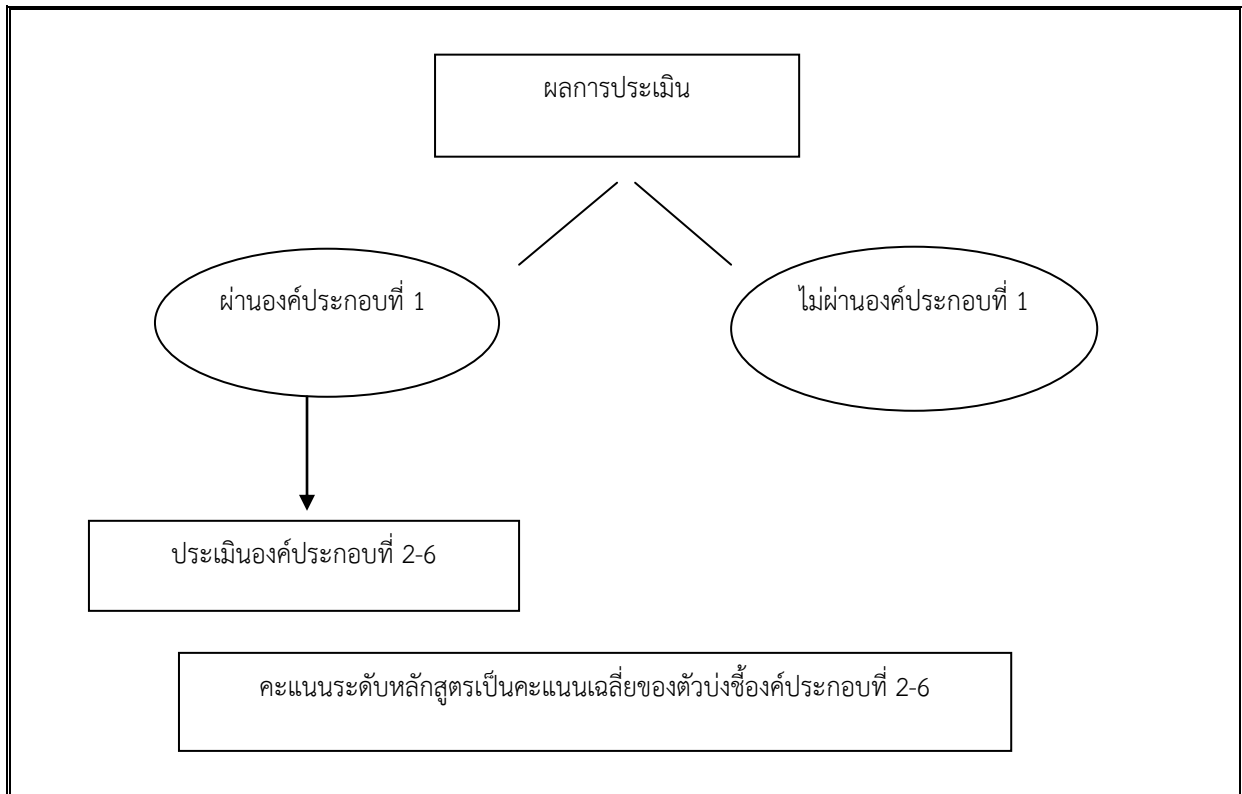 ผลการประเมิน
ผ่านองค์ประกอบที่ 1
ไม่ผ่านองค์ประกอบที่ 1
ประเมินองค์ประกอบที่ 2-6
คะแนนระดับหลักสูตรเป็นคะแนนเฉลี่ยของตัวบ่งชี้องค์ประกอบที่ 2-6